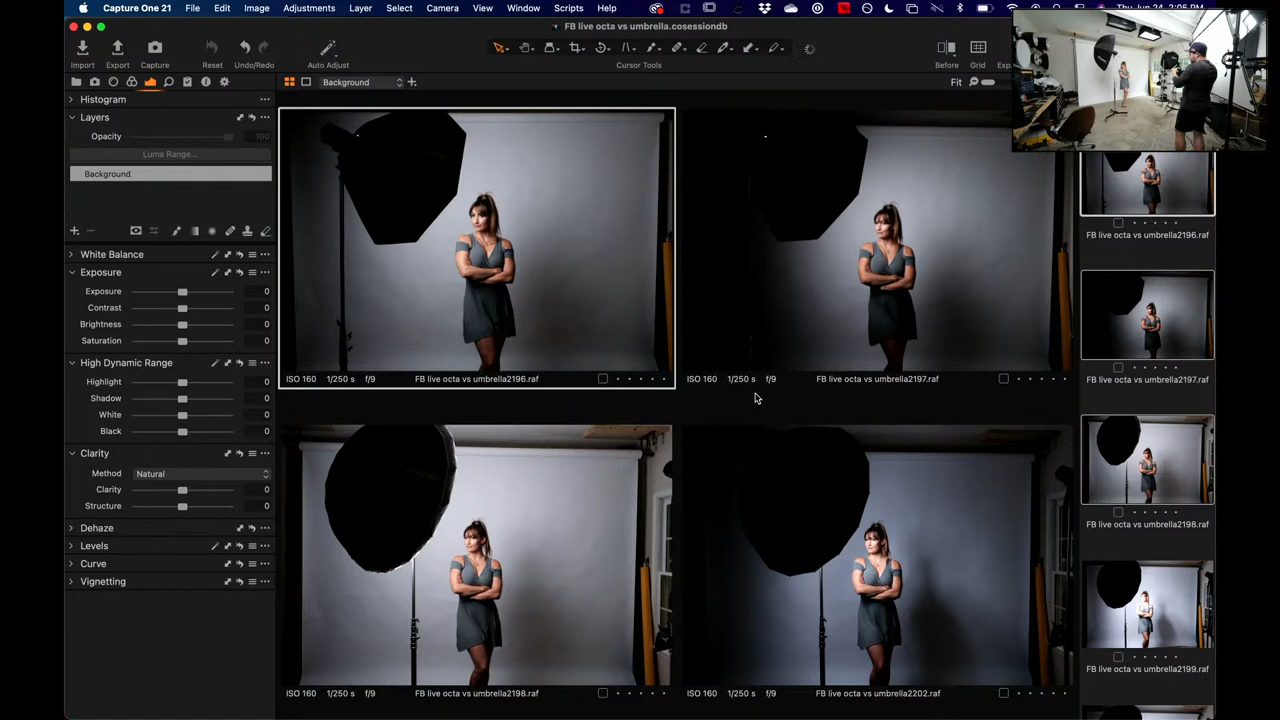 Capture One 21 File Edit Image Adjustments Layer Select Camera View Window Scripts Help
FB live octa vs umbrella.cosessiondb
Import Export Capture Reset Undo/Redo Auto Adjust Cursor Tools Before Grid
Background Fit
Histogram
Layers
Opacity 100
Luma Range...
Background
White Balance
Exposure
Exposure 0
Contrast 0
Brightness 0
Saturation 0
High Dynamic Range
Highlight 0
Shadow 0
White 0
Black 0
Clarity
Method Natural
Clarity 0
Structure 0
Dehaze
Levels
Curve
Vignetting
ISO 160 1/250 s f/9 FB live octa vs umbrella2196.raf
ISO 160 1/250 s f/9 FB live octa vs umbrella2197.raf
ISO 160 1/250 s f/9 FB live octa vs umbrella2198.raf
ISO 160 1/250 s f/9 FB live octa vs umbrella2202.raf
FB live octa vs umbrella2196.raf
FB live octa vs umbrella2197.raf
FB live octa vs umbrella2198.raf
FB live octa vs umbrella2199.raf